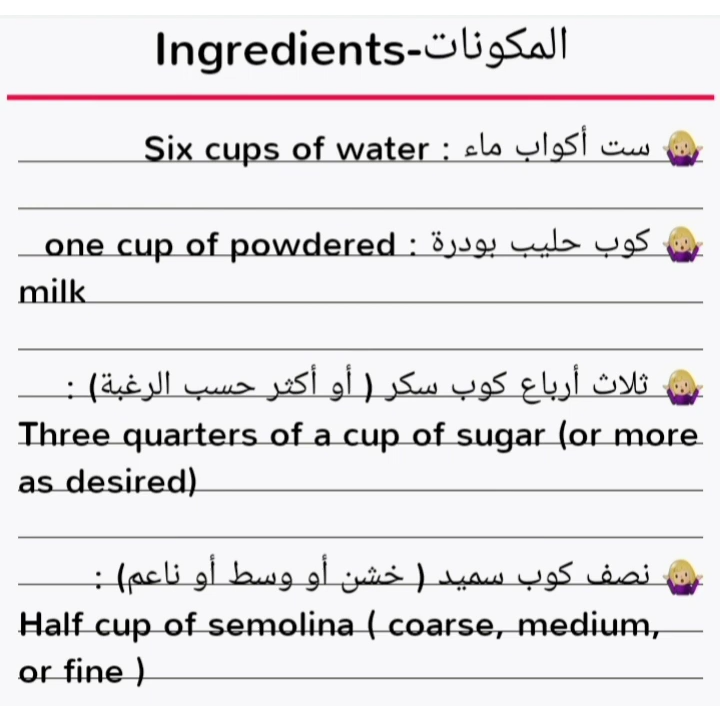 Ingredients-المكونات
🤷🏼‍♀️ ست أكواب ماء : Six cups of water
🤷🏼‍♀️ كوب حليب بودرة : one cup of powdered
milk
🤷🏼‍♀️ ثلاث أرباع كوب سكر ( أو أكثر حسب الرغبة) :
Three quarters of a cup of sugar (or more
as desired)
🤷🏼‍♀️ نصف كوب سميد ( خشن أو وسط أو ناعم) :
Half cup of semolina ( coarse, medium,
or fine )